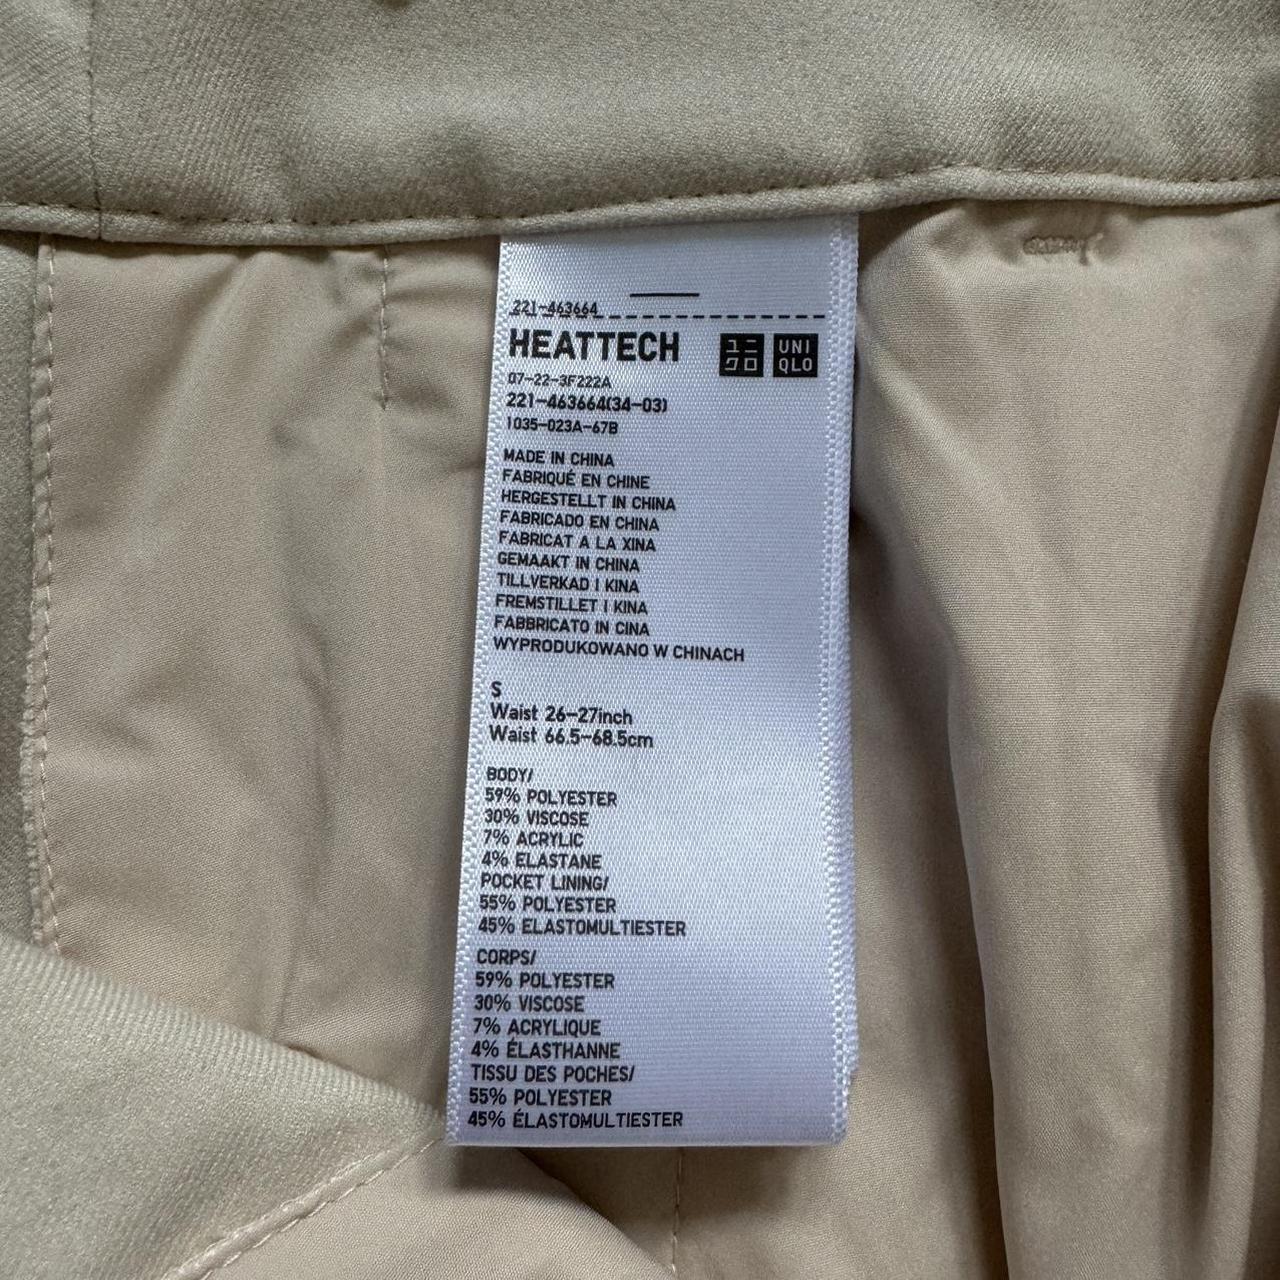 221-463664
HEATTECH
ユニ
クロ
UNI
QLO
07-22-3F222A
221-463664(34-03)
1035-023A-67B
MADE IN CHINA
FABRIQUÉ EN CHINE
HERGESTELLT IN CHINA
FABRICADO EN CHINA
FABRICAT A LA XINA
GEMAAKT IN CHINA
TILLVERKAD I KINA
FREMSTILLET I KINA
FABBRICATO IN CINA
WYPRODUKOWANO W CHINACH
S
Waist 26-27inch
Waist 66.5-68.5cm
BODY/
59% POLYESTER
30% VISCOSE
7% ACRYLIC
4% ELASTANE
POCKET LINING/
55% POLYESTER
45% ELASTOMULTIESTER
CORPS/
59% POLYESTER
30% VISCOSE
7% ACRYLIQUE
4% ÉLASTHANNE
TISSU DES POCHES/
55% POLYESTER
45% ÉLASTOMULTIESTER